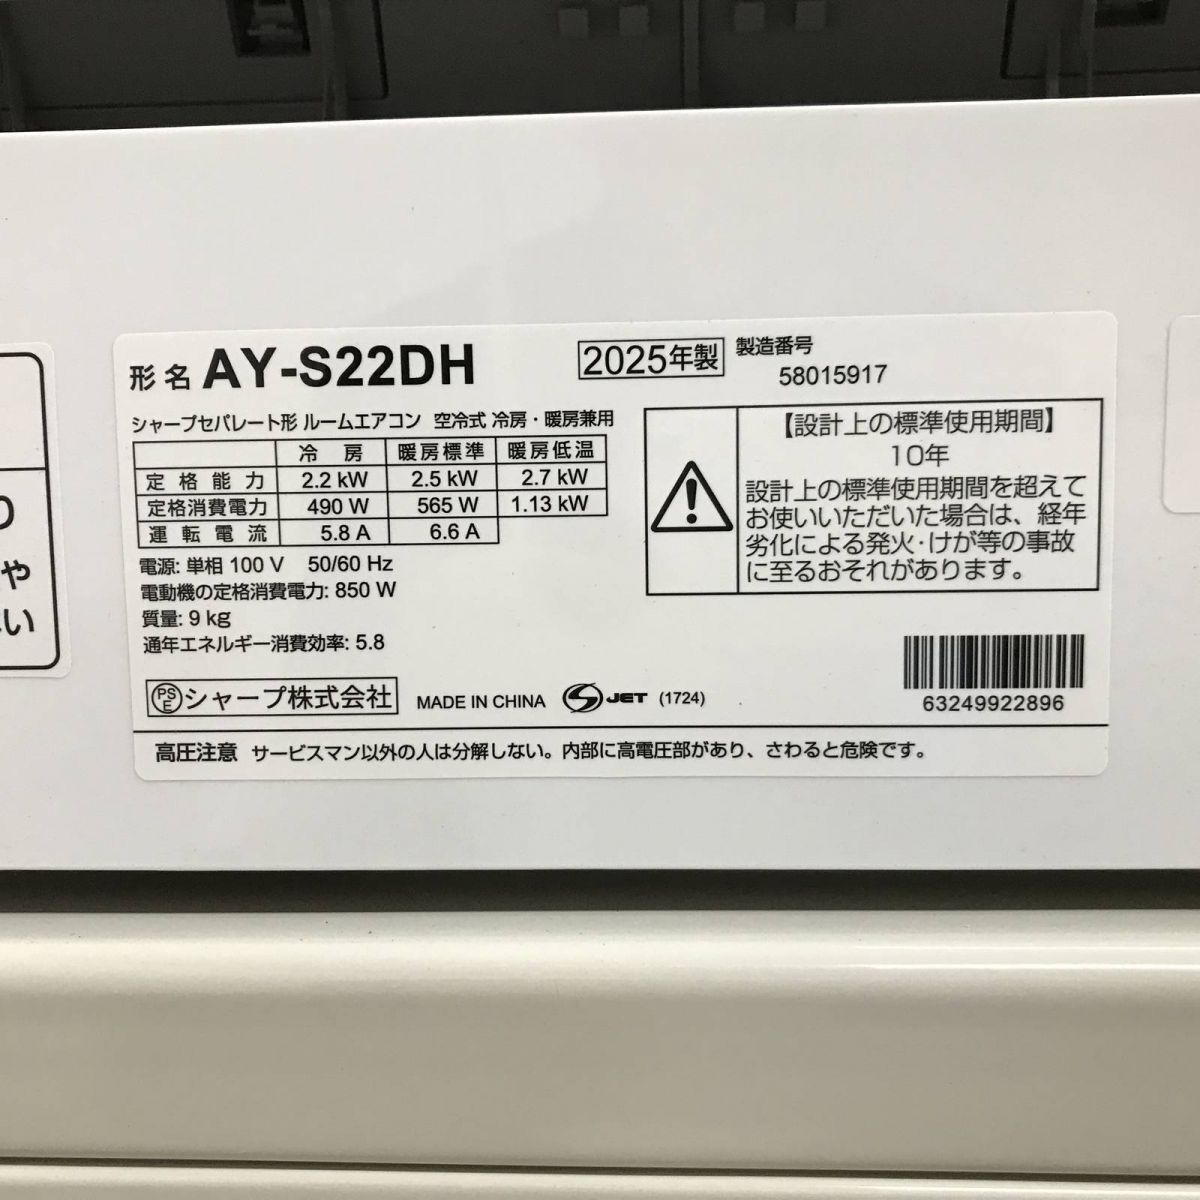 形名 AY-S22DH
2025年製 製造番号
58015917
シャープセパレート形 ルームエアコン 空冷式 冷房・暖房兼用
冷房 暖房標準 暖房低温
定格能力 2.2 kW 2.5 kW 2.7 kW
定格消費電力 490 W 565 W 1.13 kW
運転電流 5.8 A 6.6 A
電源: 単相 100 V 50/60 Hz
電動機の定格消費電力: 850 W
質量: 9 kg
通年エネルギー消費効率: 5.8
PSE シャープ株式会社 MADE IN CHINA JET (1724)
【設計上の標準使用期間】
10年
設計上の標準使用期間を超えて
お使いいただいた場合は、経年
劣化による発火・けが等の事故
に至るおそれがあります。
63249922896
高圧注意 サービスマン以外の人は分解しない。内部に高電圧部があり、さわると危険です。